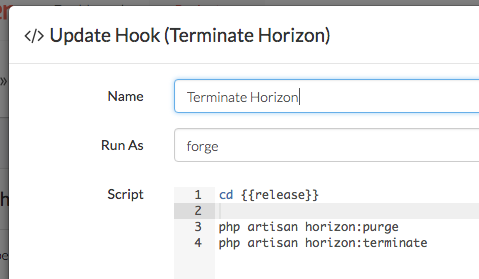 </> Update Hook (Terminate Horizon)
Name
Terminate Horizon
Run As
forge
Script
1 cd {{release}}
2
3 php artisan horizon:purge
4 php artisan horizon:terminate